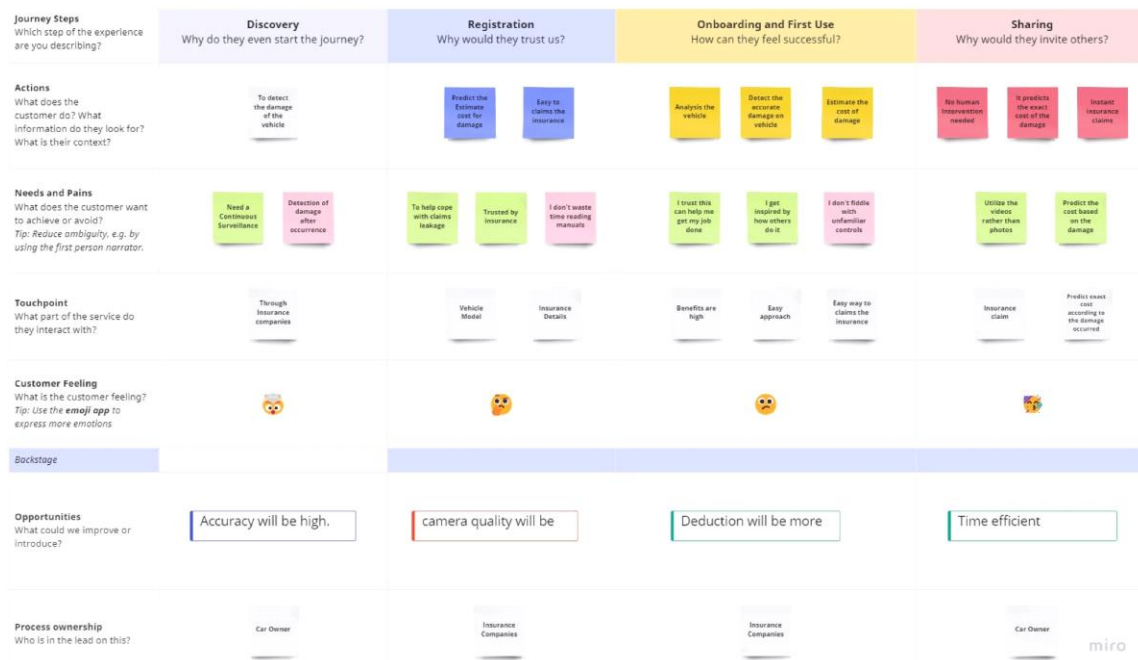 Journey Steps
Which step of the experience
are you describing?
Discovery
Why do they even start the journey?
Registration
Why would they trust us?
Onboarding and First Use
How can they feel successful?
Sharing
Why would they invite others?
Actions
What does the
customer do? What
information do they look for?
What is their context?
To detect
the damage
of the
vehicle
Predict the
Estimate
cost for
damage
Easy to
claims the
insurance
Analysis the
vehicle
Detect the
accurate
damage on
vehicle
Estimate the
cost of
damage
No human
Intervention
needed
It predicts
the exact
cost of the
damage
Instant
insurance
claims
Needs and Pains
What does the customer want
to achieve or avoid?
Tip: Reduce ambiguity, e.g. by
using the first person narrator.
Need a
Continuous
Surveillance
Detection of
damage
after
occurrence
To help cope
with claims
leakage
Trusted by
insurance
I don't waste
time reading
manuals
I trust this
can help me
get my job
done
I get
inspired by
how others
do it
I don't fiddle
with
unfamiliar
controls
Utilize the
videos
rather than
photos
Predict the
cost based
on the
damage
Touchpoint
What part of the service do
they interact with?
Through
Insurance
companies
Vehicle
Model
Insurance
Details
Benefits are
high
Easy
approach
Easy way to
claims the
insurance
Insurance
claim
Predict exact
cost
according to
the damage
occurred
Customer Feeling
What is the customer feeling?
Tip: Use the emoji app to
express more emotions
Backstage
Opportunities
What could we improve or
introduce?
Accuracy will be high.
camera quality will be
Deduction will be more
Time efficient
Process ownership
Who is in the lead on this?
Car Owner
Insurance
Companies
Insurance
Companies
Car Owner
miro